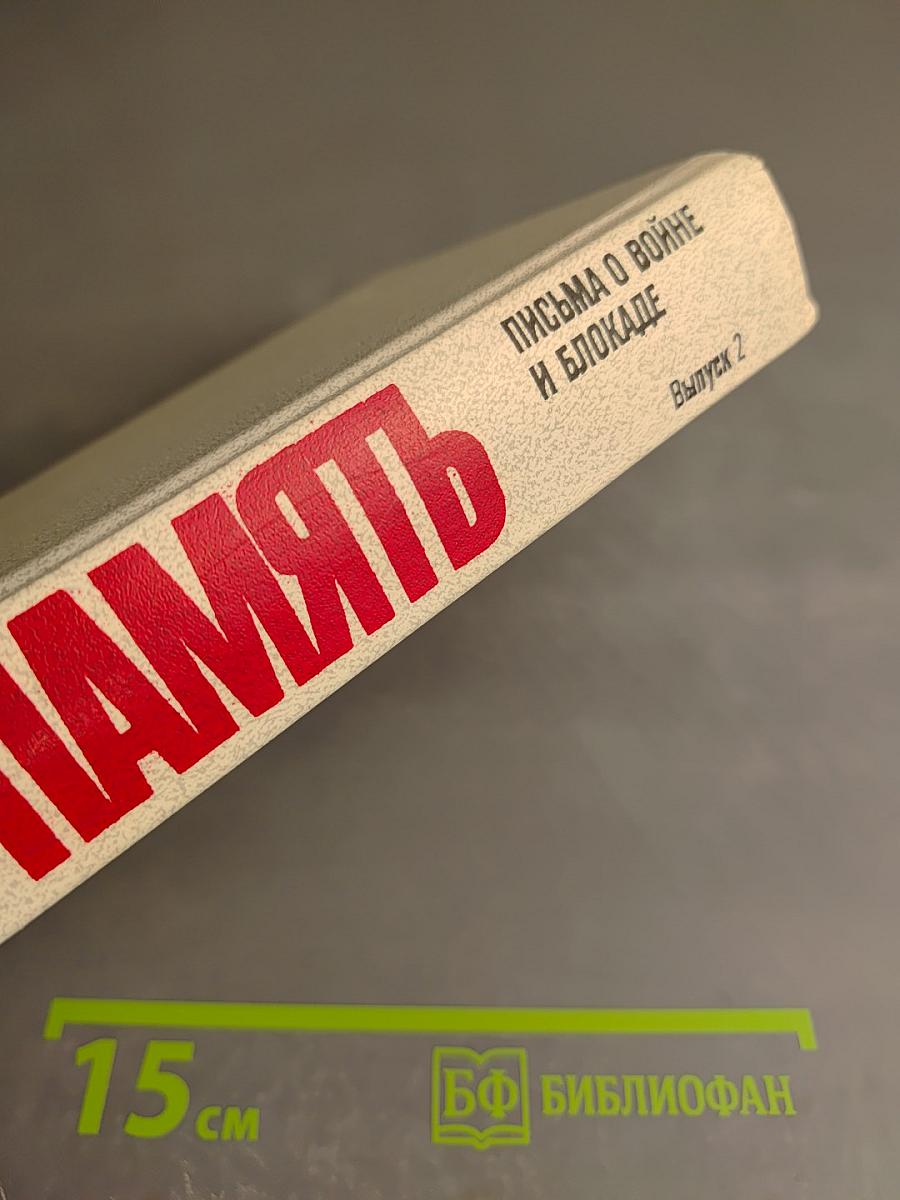 ПАМЯТЬ
ПИСЬМА О ВОЙНЕ
И БЛОКАДЕ
Выпуск 2
15 см
БФ БИБЛИОФАН